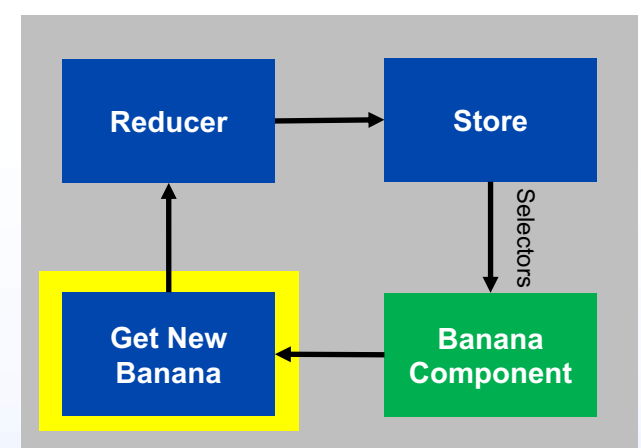 Reducer
Store
Selectors
Get New
Banana
Banana
Component